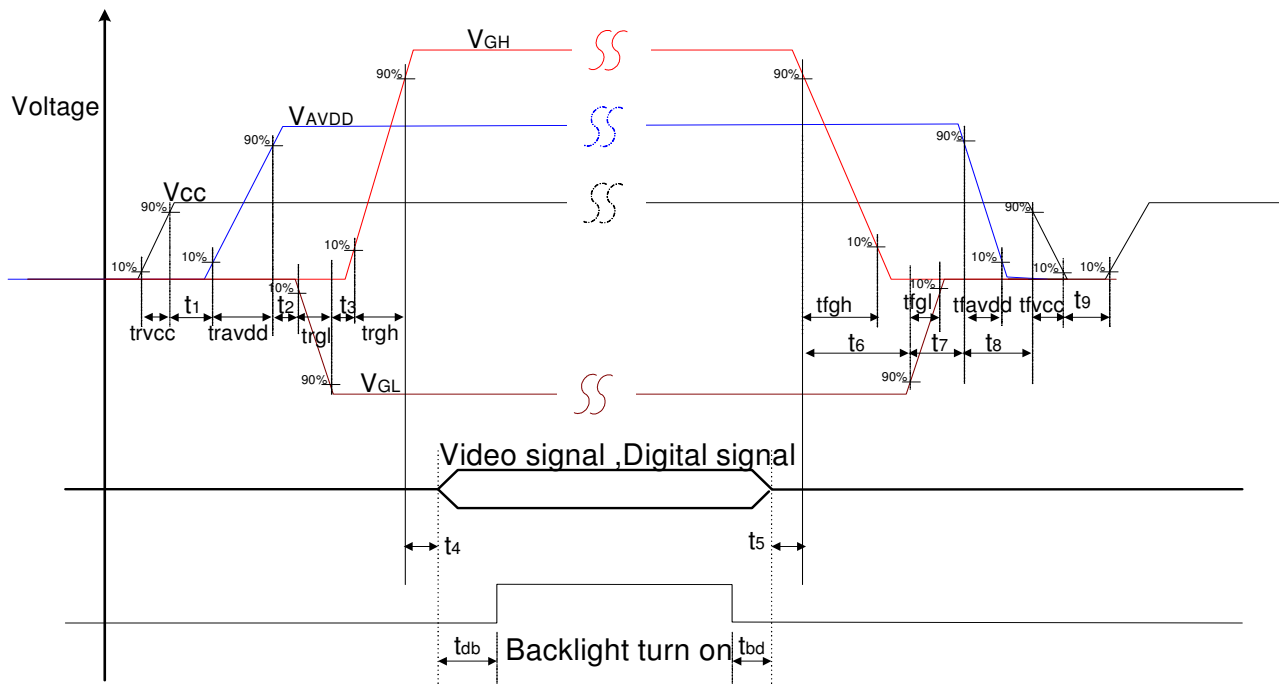 VGH
90% 90%
Voltage
VAVDD
90% 90%
Vcc
90% 90%
10% 10%
10% 10%
10% 10% 10%
10% 10%
t1 t2 t3 tfgh tfgl tfavdd tfvcc t9
trvcc travdd trgl trgh
t6 t7 t8
90% 90%
VGL
Video signal ,Digital signal
t4 t5
tdb Backlight turn on tbd